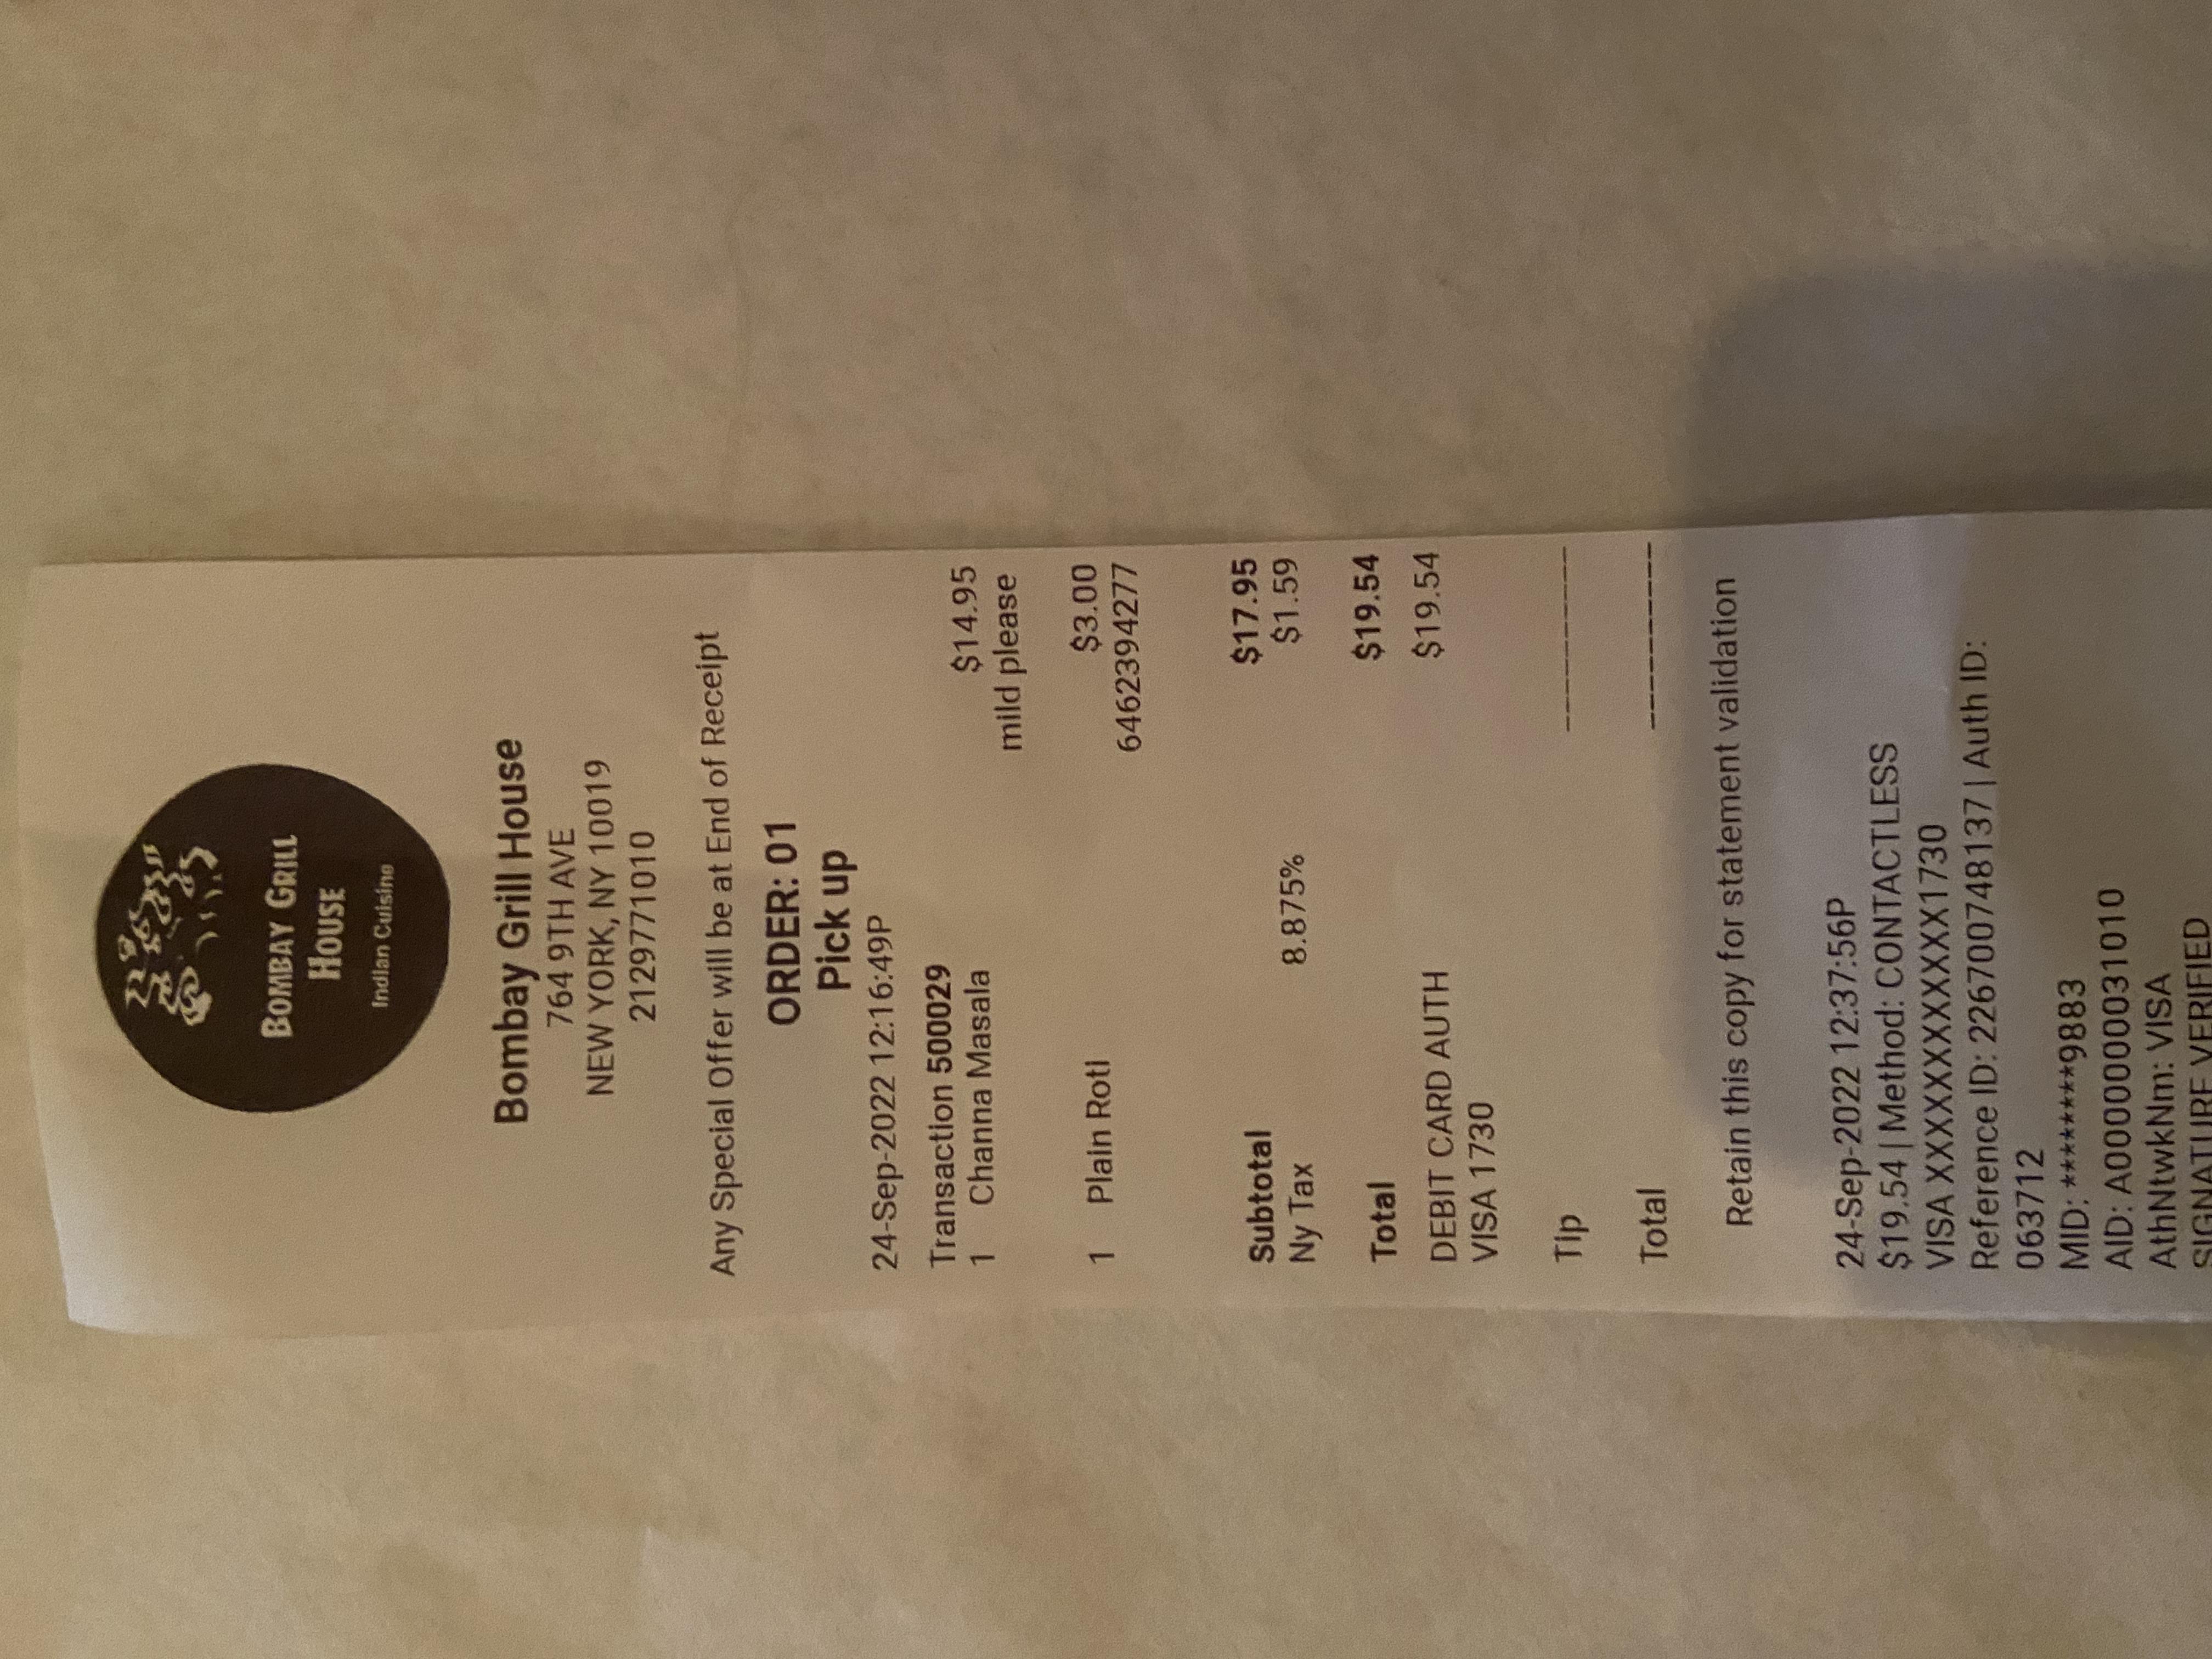 BOMBAY GRILL
HOUSE
Indian Cuisine
Bombay Grill House
764 9TH AVE
NEW YORK, NY 10019
2129771010
Any Special Offer will be at End of Receipt
ORDER: 01
Pick up
24-Sep-2022 12:16:49P
Transaction 500029
1 Channa Masala $14.95
mild please
1 Plain Roti $3.00
6462394277
Subtotal $17.95
Ny Tax 8.875% $1.59
Total $19.54
DEBIT CARD AUTH $19.54
VISA 1730
Tip __________
Total __________
Retain this copy for statement validation
24-Sep-2022 12:37:56P
$19.54 | Method: CONTACTLESS
VISA XXXXXXXXXXXX1730
Reference ID: 226700748137 | Auth ID:
063712
MID: ********9883
AID: A0000000031010
AthNtwkNm: VISA
SIGNATURE VERIFIED